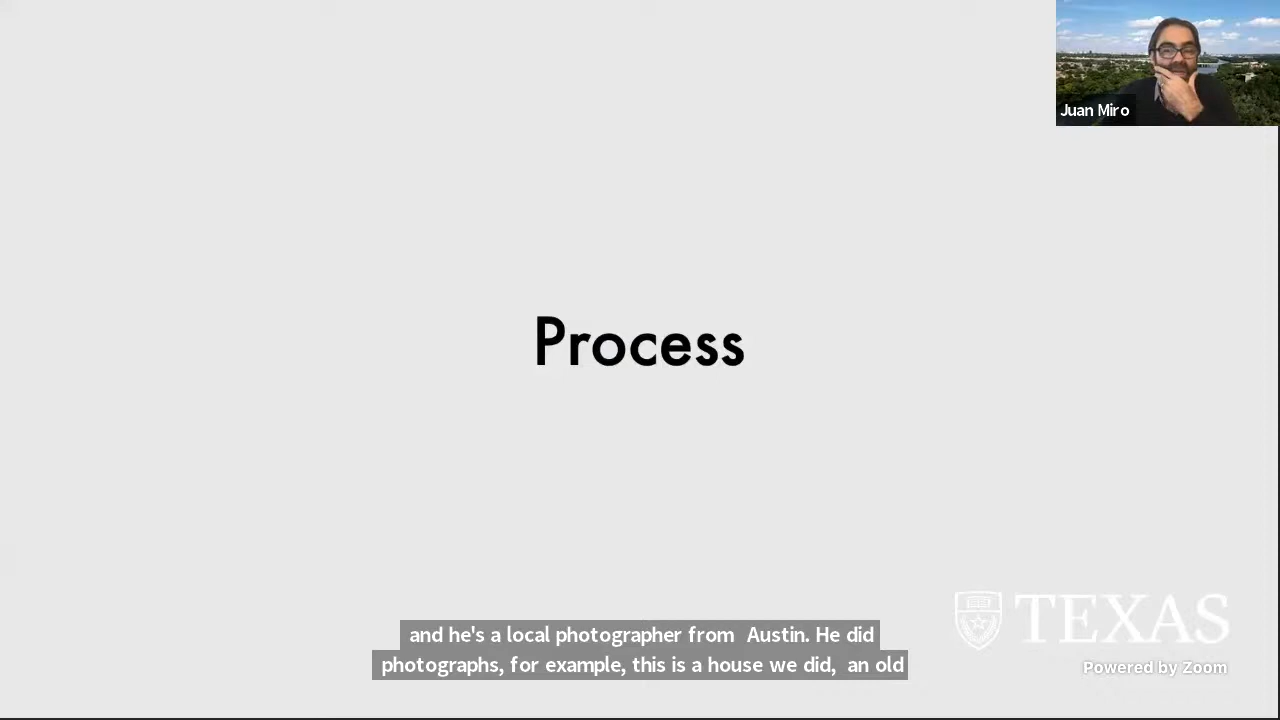 Juan Miro
Process
TEXAS
Powered by Zoom
and he's a local photographer from Austin. He did
photographs, for example, this is a house we did, an old